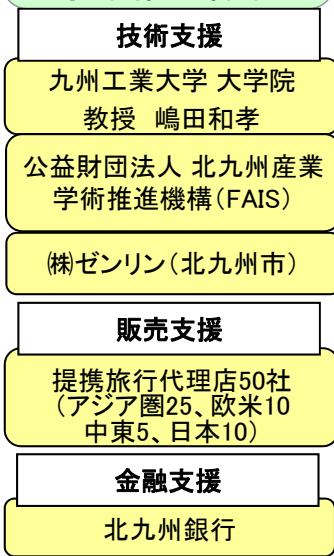 技術支援
九州工業大学 大学院
教授 嶋田和孝
公益財団法人 北九州産業
学術推進機構(FAIS)
㈱ゼンリン(北九州市)
販売支援
提携旅行代理店50社
(アジア圏25、欧米10
中東5、日本10)
金融支援
北九州銀行